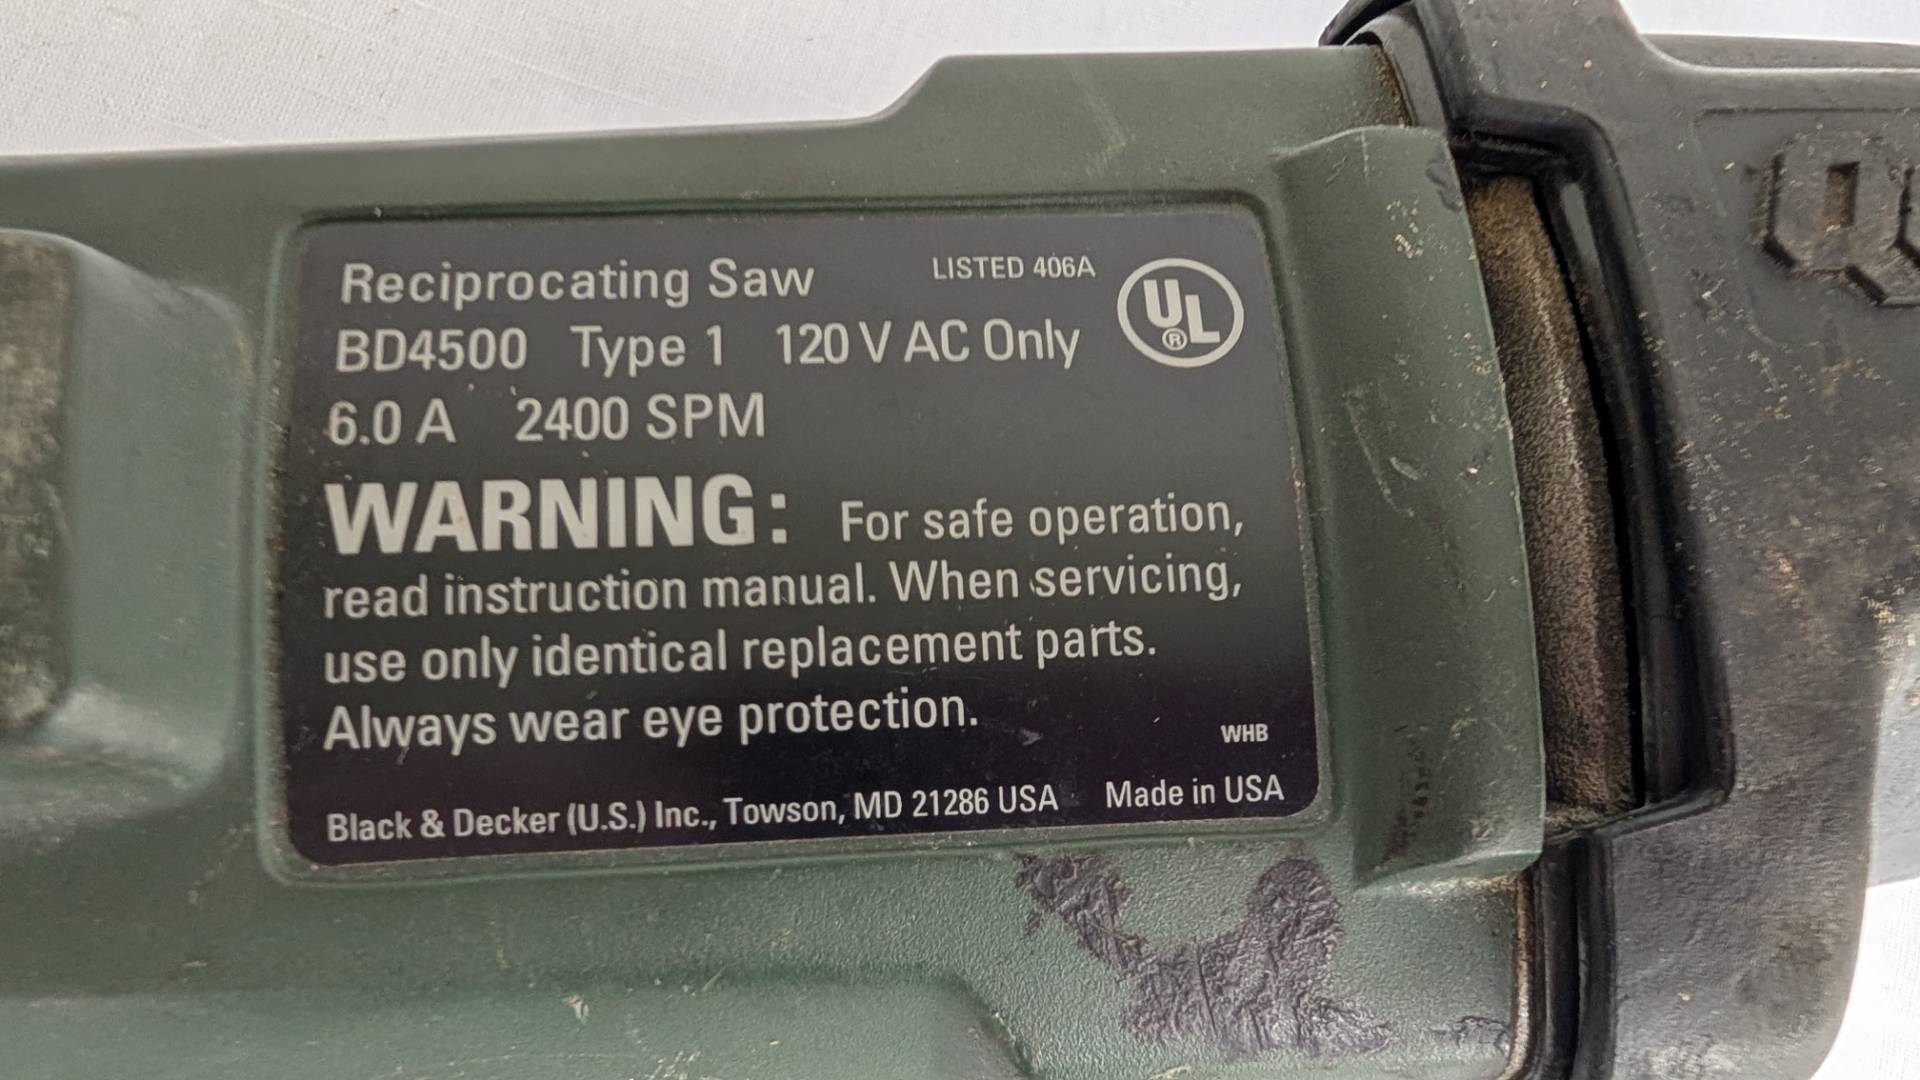 Reciprocating Saw LISTED 406A UL®
BD4500 Type 1 120 V AC Only
6.0 A 2400 SPM
WARNING: For safe operation,
read instruction manual. When servicing,
use only identical replacement parts.
Always wear eye protection.
WHB
Black & Decker (U.S.) Inc., Towson, MD 21286 USA Made in USA